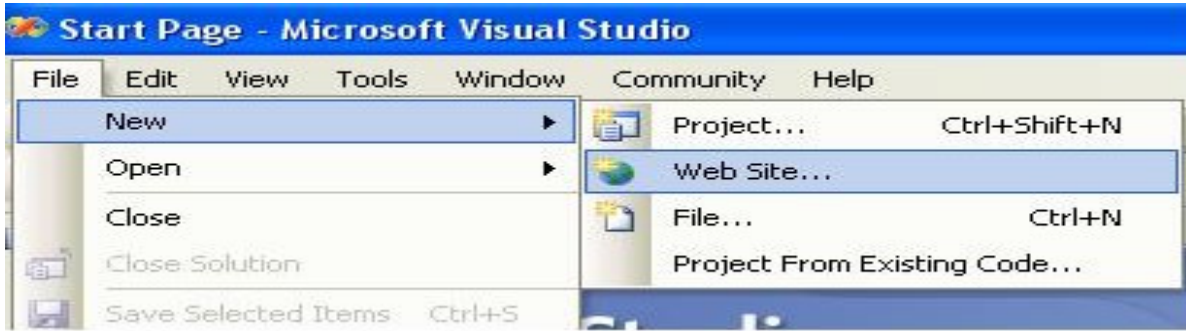 Start Page - Microsoft Visual Studio
File Edit View Tools Window Community Help
New
Project... Ctrl+Shift+N
Open
Web Site...
Close
File... Ctrl+N
Close Solution
Project From Existing Code...
Save Selected Items Ctrl+S